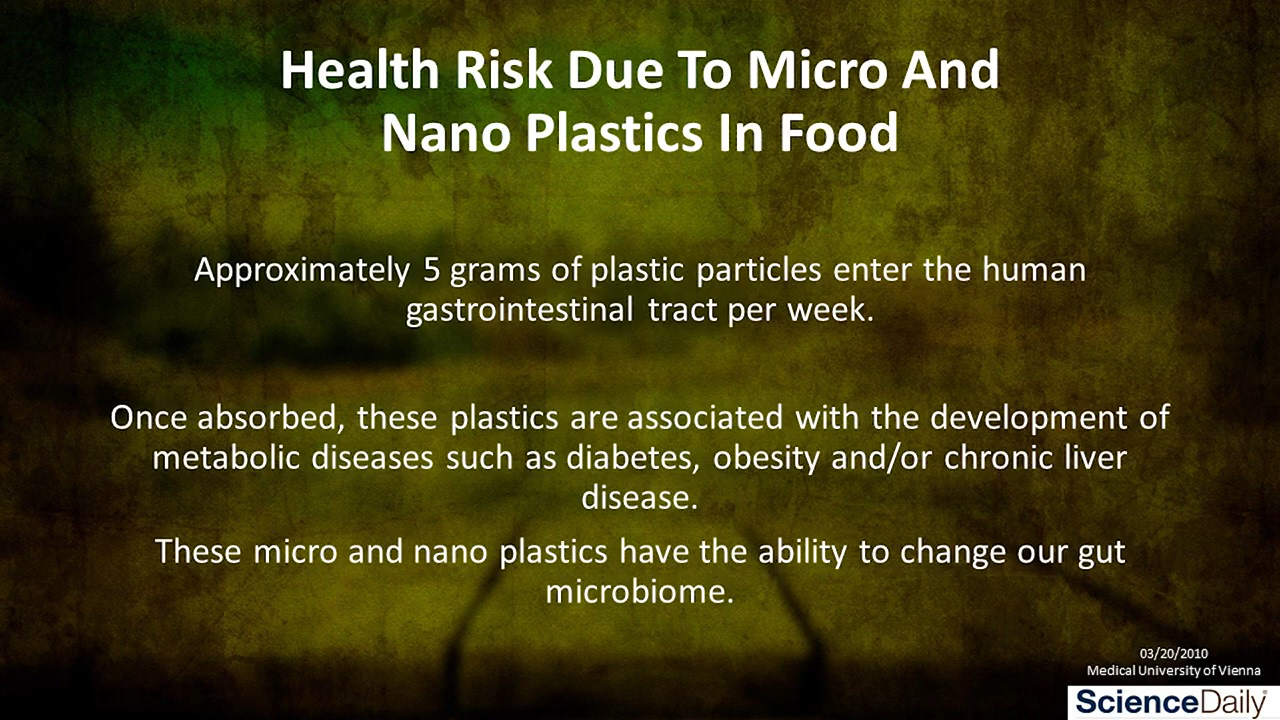 Health Risk Due To Micro And
Nano Plastics In Food
Approximately 5 grams of plastic particles enter the human
gastrointestinal tract per week.
Once absorbed, these plastics are associated with the development of
metabolic diseases such as diabetes, obesity and/or chronic liver
disease.
These micro and nano plastics have the ability to change our gut
microbiome.
03/20/2010
Medical University of Vienna
ScienceDaily®